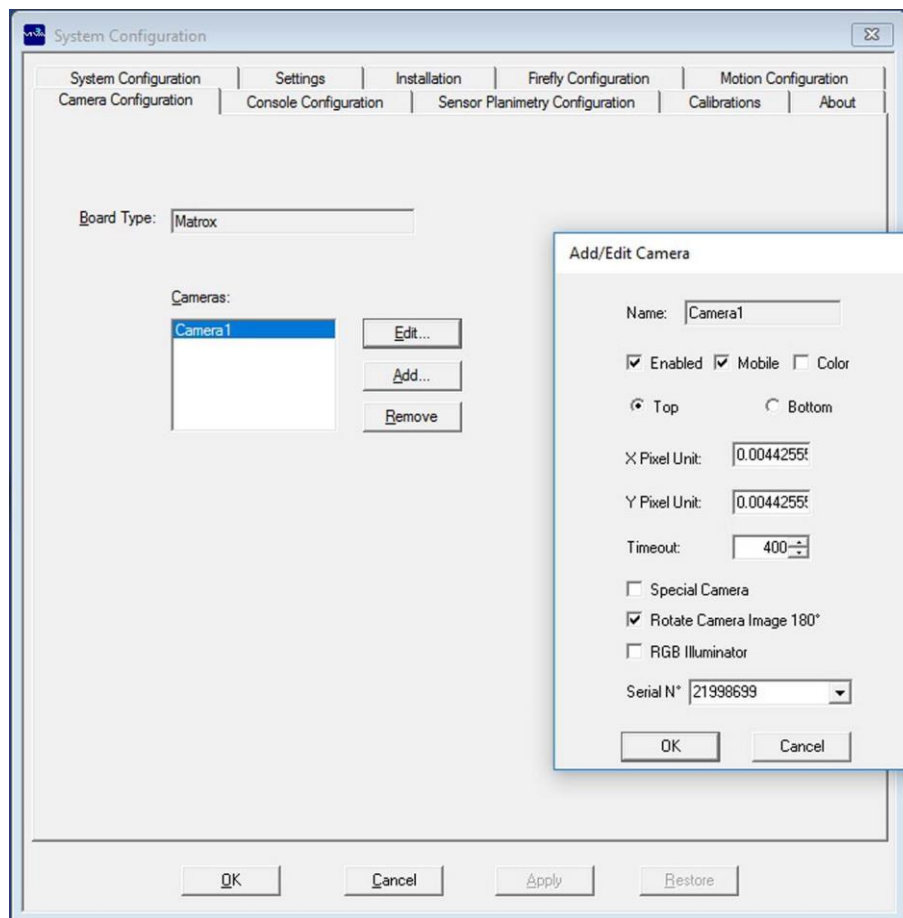 System Configuration
System Configuration Settings Installation Firefly Configuration Motion Configuration
Camera Configuration Console Configuration Sensor Planimetry Configuration Calibrations About
Board Type: Matrox
Cameras:
Camera1
Edit...
Add...
Remove
Add/Edit Camera
Name: Camera1
Enabled Mobile Color
Top Bottom
X Pixel Unit: 0.00442555
Y Pixel Unit: 0.00442555
Timeout: 400
Special Camera
Rotate Camera Image 180°
RGB Illuminator
Serial N° 21998699
OK Cancel
OK Cancel Apply Restore